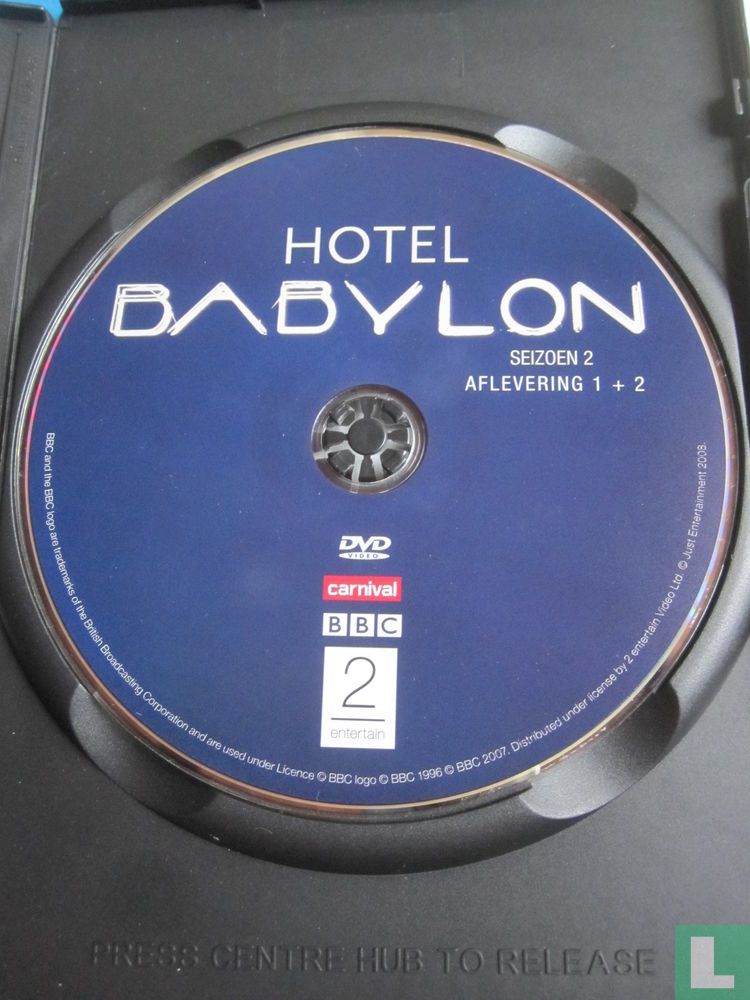 HOTEL
BABYLON
SEIZOEN 2
AFLEVERING 1 + 2
DVD
VIDEO
carnival
BBC
2
entertain
BBC and the BBC logo are trademarks of the British Broadcasting Corporation and are used under Licence © BBC logo © BBC 1996 © BBC 2007. Distributed under license by 2 entertain Video Ltd. © Just Entertainment 2008.
PRESS CENTRE HUB TO RELEASE
L